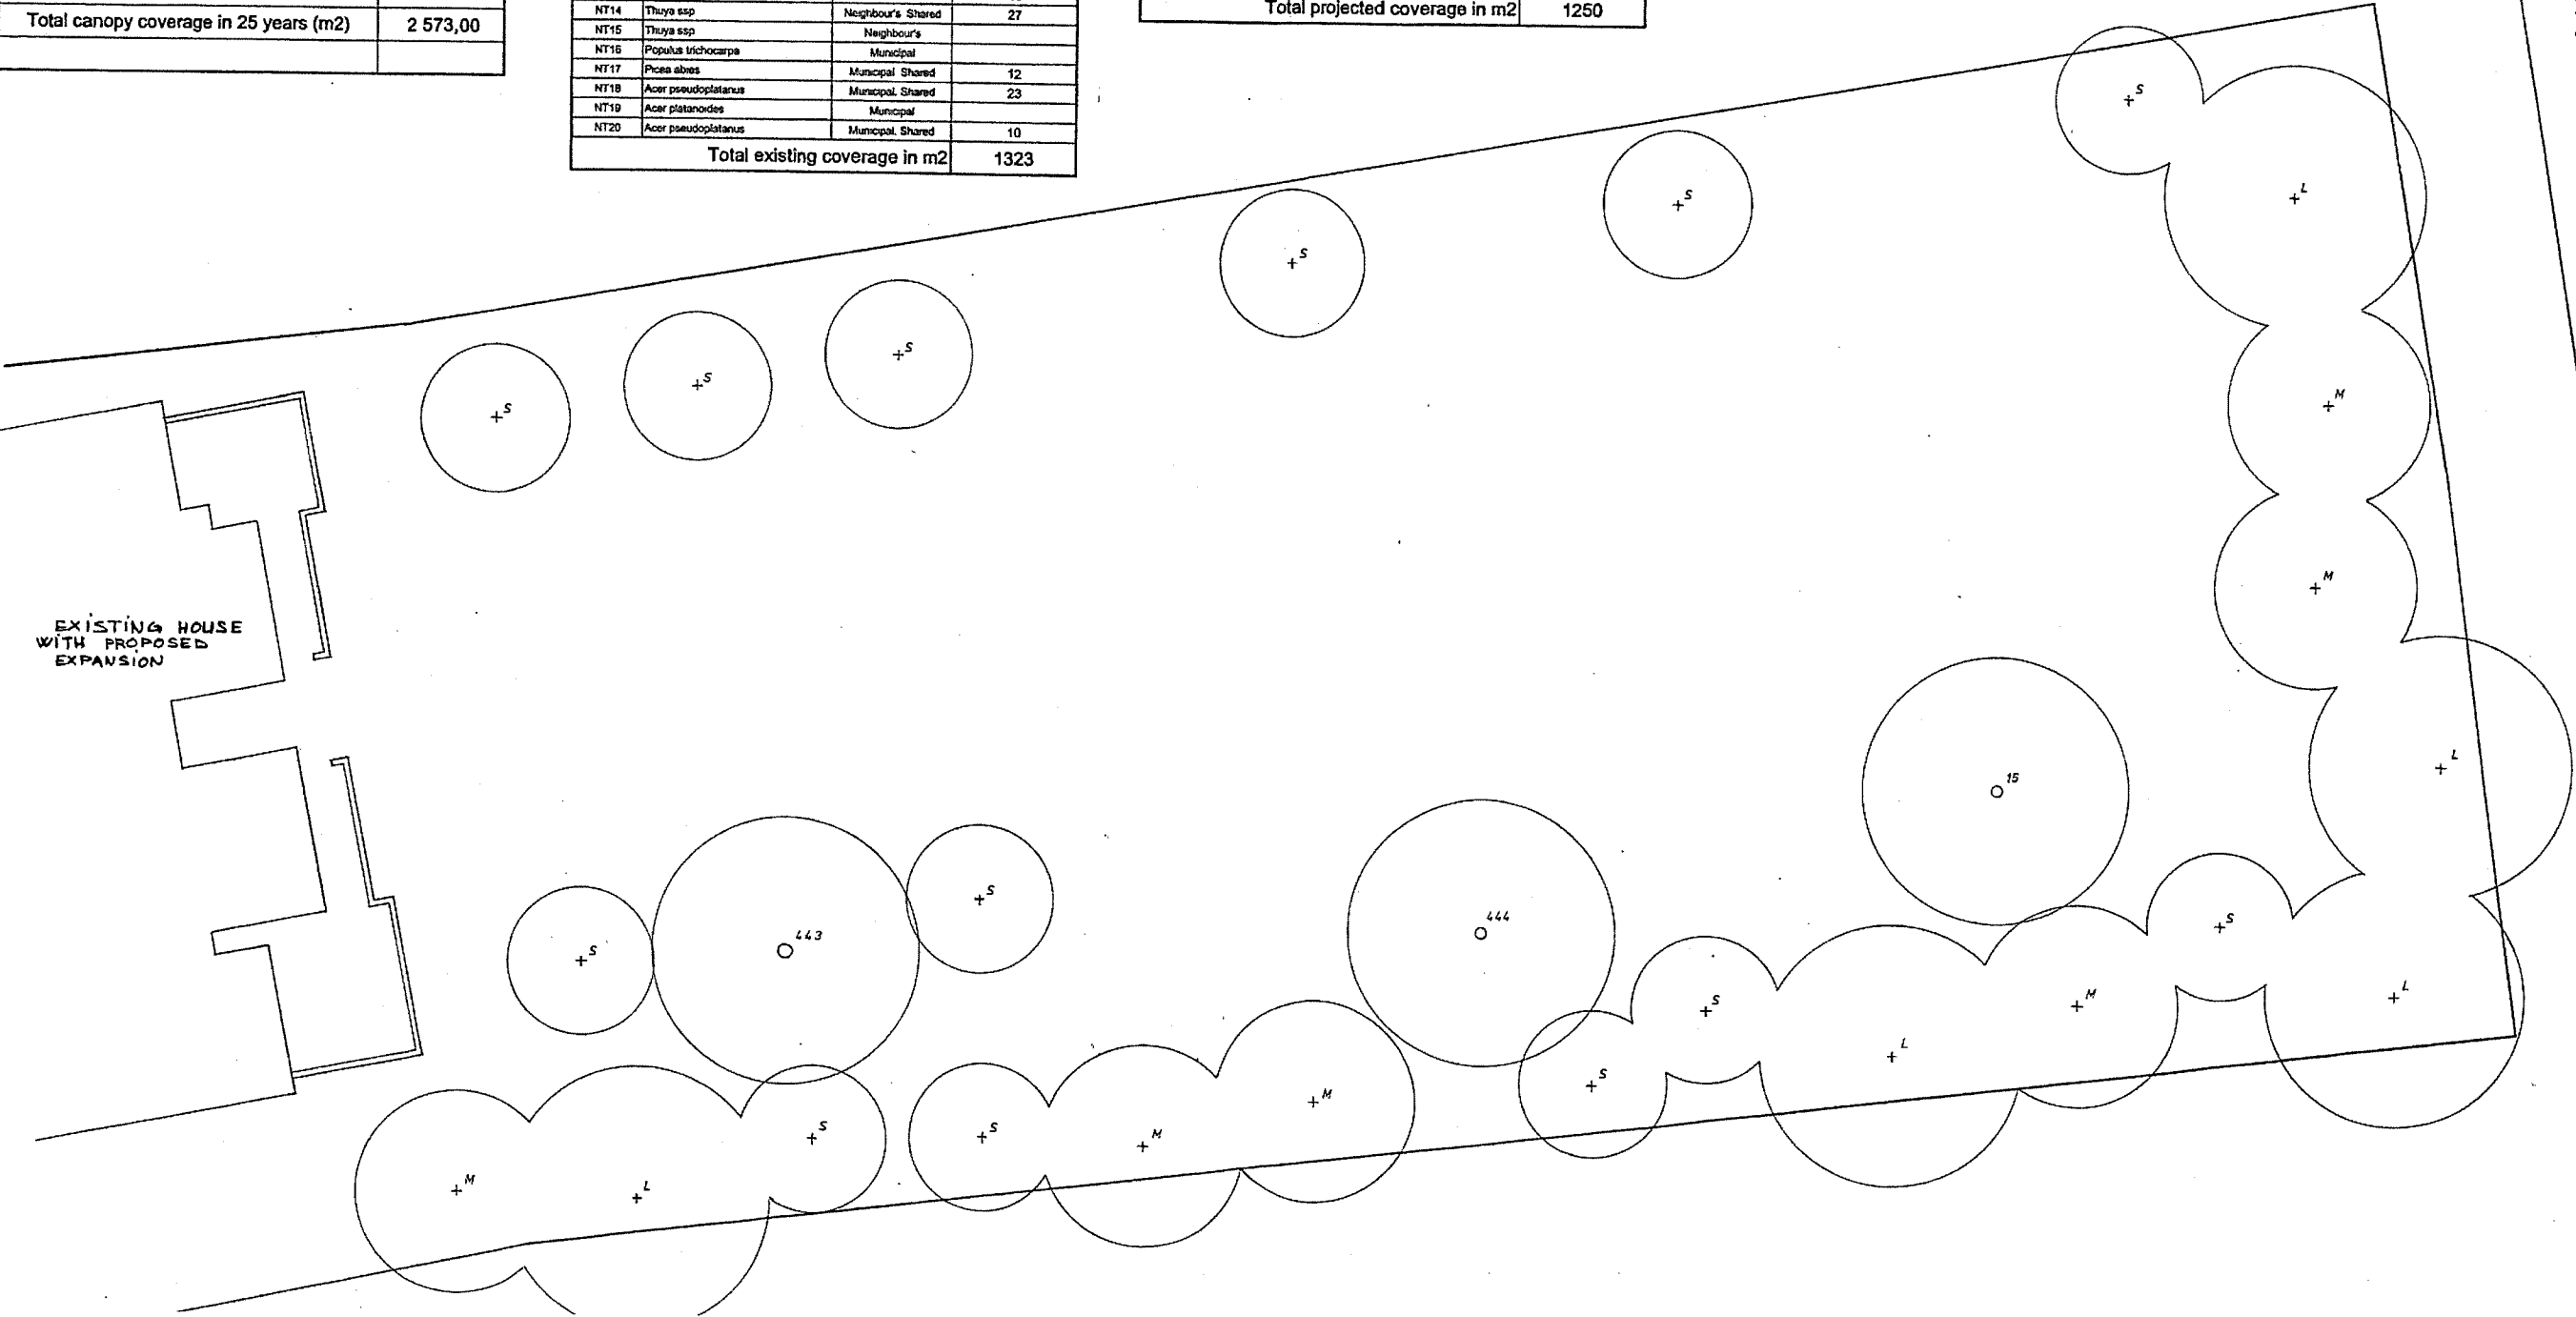 Total canopy coverage in 25 years (m2) 2 573,00
NT14 Thuya ssp Neighbour's Shared 27
NT15 Thuya ssp Neighbour's
NT16 Populus trichocarpa Municipal
NT17 Picea abies Municipal Shared 12
NT18 Acer pseudoplatanus Municipal. Shared 23
NT19 Acer platanoides Municipal
NT20 Acer pseudoplatanus Municipal. Shared 10
Total existing coverage in m2 1323
Total projected coverage in m2 1250
S
L
S
S
M
S
S
S
M
EXISTING HOUSE
WITH PROPOSED
EXPANSION
L
15
S
444
S
443
S
L
M
S
L
S
M
S
S
M
M
L